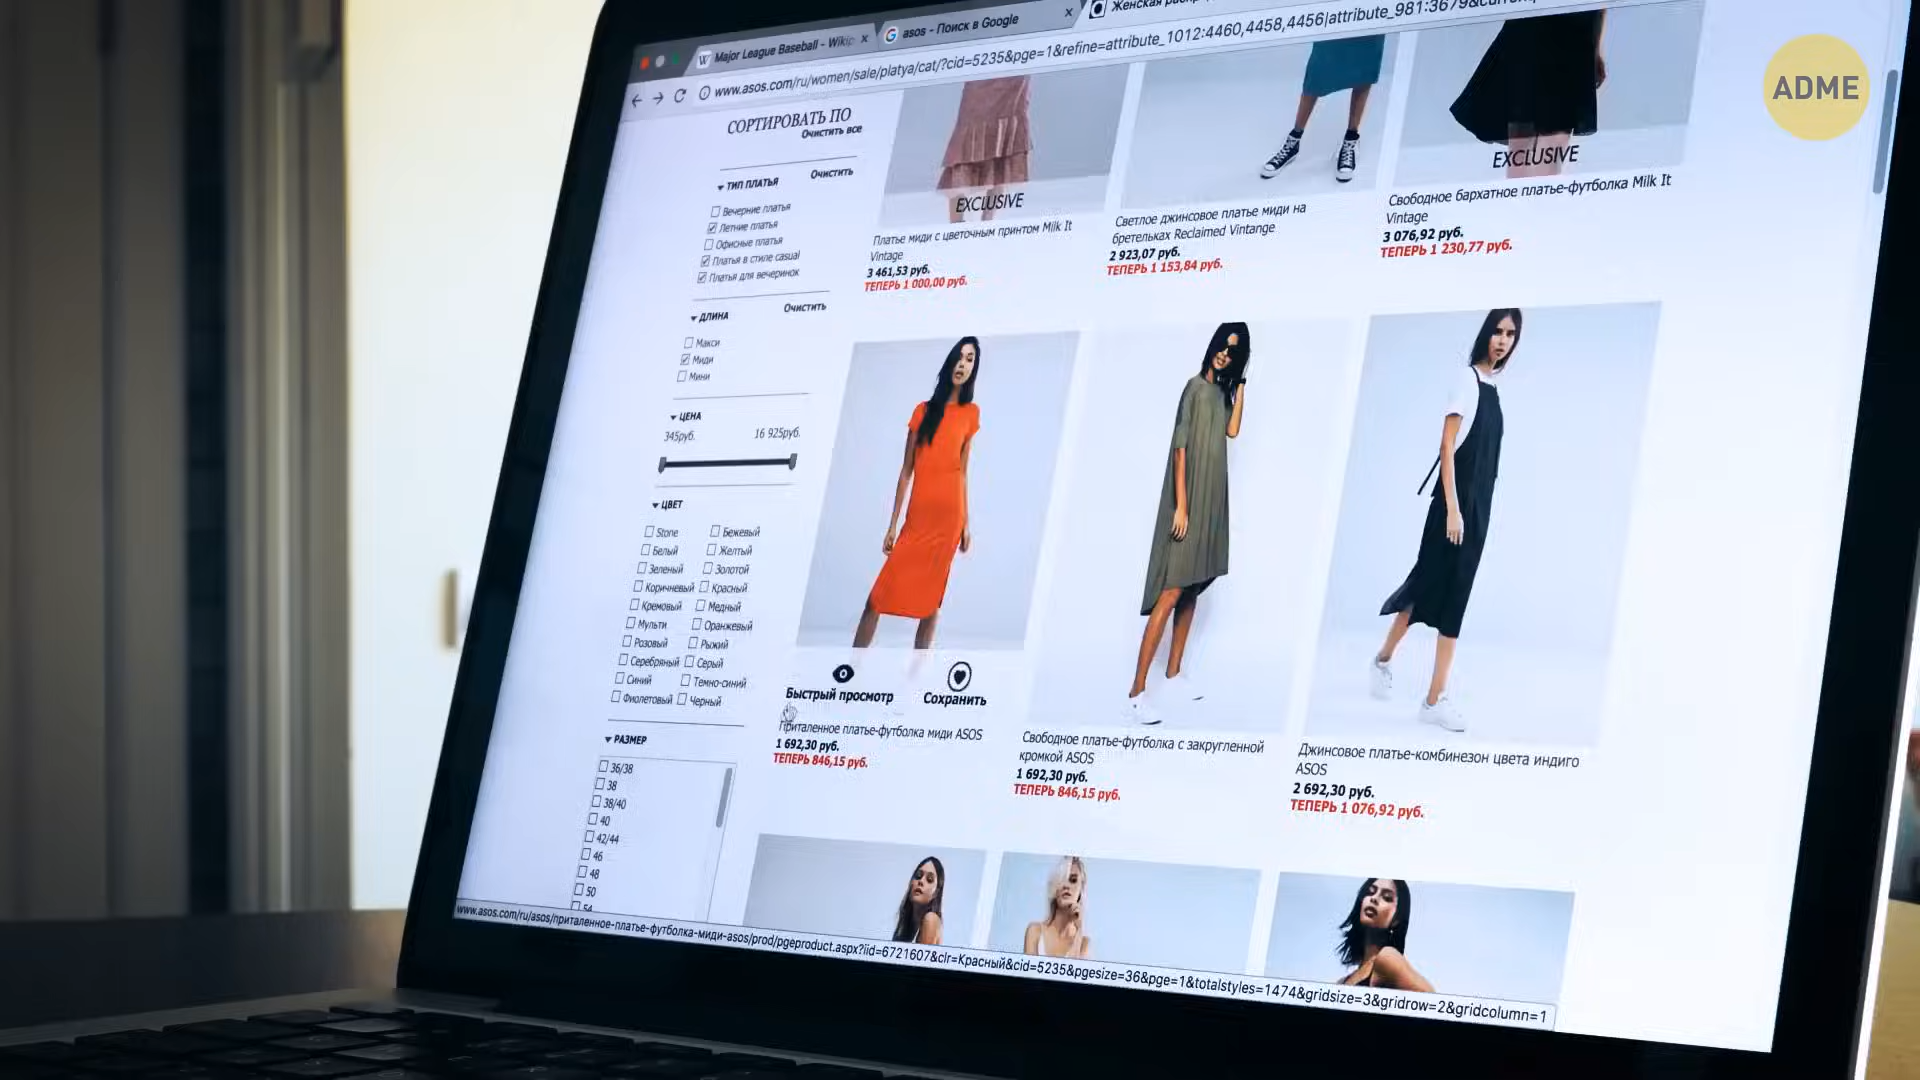 ADME
Major League Baseball - Wikip
asos - Поиск в Google
www.asos.com/ru/women/sale/platya/cat/?cid=5235&pge=1&refine=attribute_1012:4460,4458,4456|attribute_981:3679
СОРТИРОВАТЬ ПО
Очистить все
ТИП ПЛАТЬЯ
Очистить
Вечерние платья
Летние платья
Офисные платья
Платья в стиле casual
Платья для вечеринок
ДЛИНА
Очистить
Макси
Миди
Мини
ЦЕНА
345руб.
16 925руб.
ЦВЕТ
Stone
Бежевый
Белый
Желтый
Зеленый
Золотой
Коричневый
Красный
Кремовый
Медный
Мульти
Оранжевый
Розовый
Рыжий
Серебряный
Серый
Синий
Темно-синий
Фиолетовый
Черный
РАЗМЕР
36/38
38
38/40
40
42/44
46
48
50
54
EXCLUSIVE
Платье миди с цветочным принтом Milk It
Vintage
3 461,53 руб.
ТЕПЕРЬ 1 000,00 руб.
Светлое джинсовое платье миди на
бретельках Reclaimed Vintange
2 923,07 руб.
ТЕПЕРЬ 1 153,84 руб.
EXCLUSIVE
Свободное бархатное платье-футболка Milk It
Vintage
3 076,92 руб.
ТЕПЕРЬ 1 230,77 руб.
Быстрый просмотр
Сохранить
Приталенное платье-футболка миди ASOS
1 692,30 руб.
ТЕПЕРЬ 846,15 руб.
Свободное платье-футболка с закругленной
кромкой ASOS
1 692,30 руб.
ТЕПЕРЬ 846,15 руб.
Джинсовое платье-комбинезон цвета индиго
ASOS
2 692,30 руб.
ТЕПЕРЬ 1 076,92 руб.
www.asos.com/ru/asos/приталенное-платье-футболка-миди-asos/prod/pgeproduct.aspx?iid=6721607&clr=Красный&cid=5235&pgesize=36&pge=1&totalstyles=1474&gridsize=3&gridrow=2&gridcolumn=1